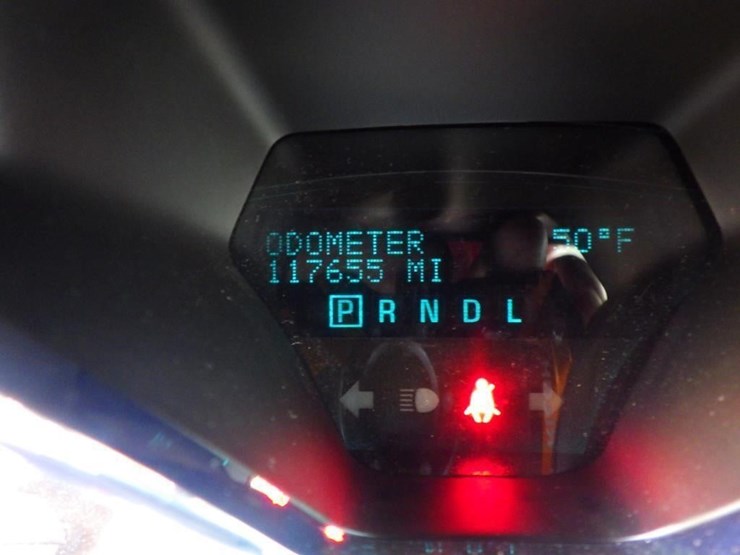 ODOMETER 50°F
117655 MI
P R N D L